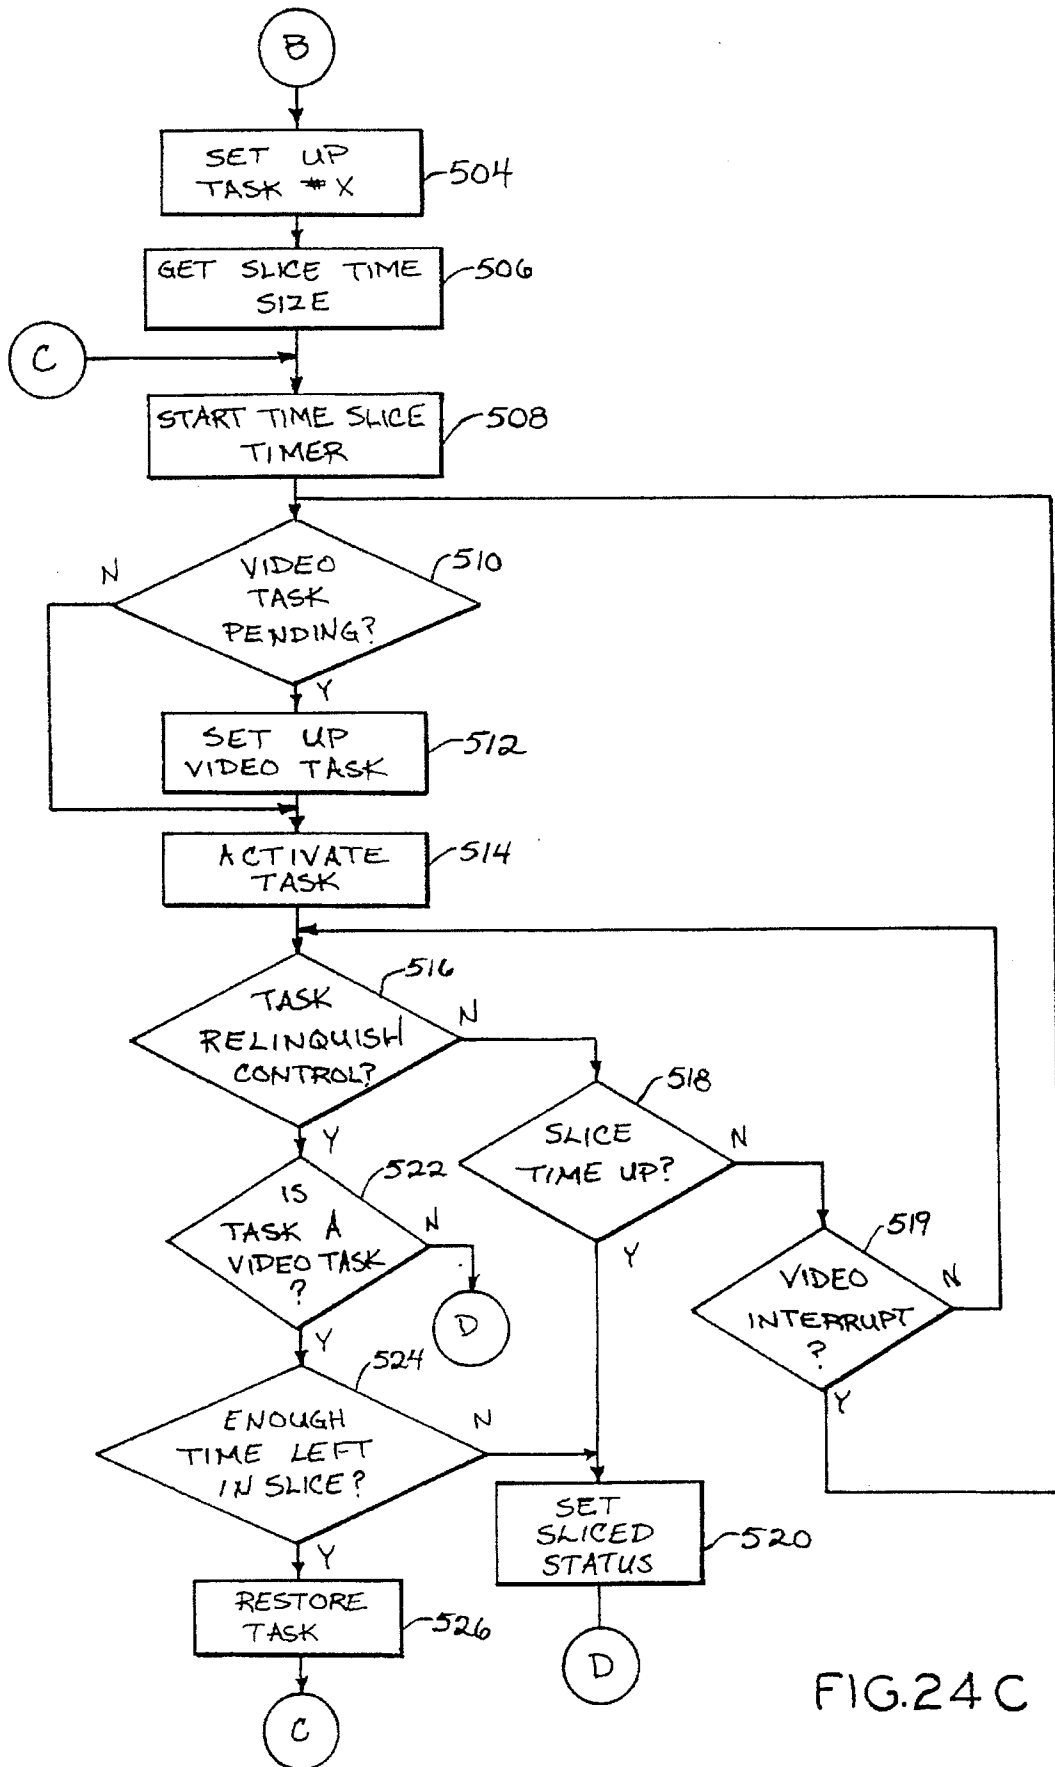 B
SET UP
TASK #X
504
GET SLICE TIME
SIZE
506
C
START TIME SLICE
TIMER
508
VIDEO
TASK
PENDING?
510
N
Y
SET UP
VIDEO TASK
512
ACTIVATE
TASK
514
TASK
RELINQUISH
CONTROL?
516
N
Y
SLICE
TIME UP?
518
N
Y
IS
TASK A
VIDEO TASK
?
522
N
D
Y
VIDEO
INTERRUPT
?
519
N
Y
ENOUGH
TIME LEFT
IN SLICE?
524
N
Y
SET
SLICED
STATUS
520
RESTORE
TASK
526
D
C
FIG.24C